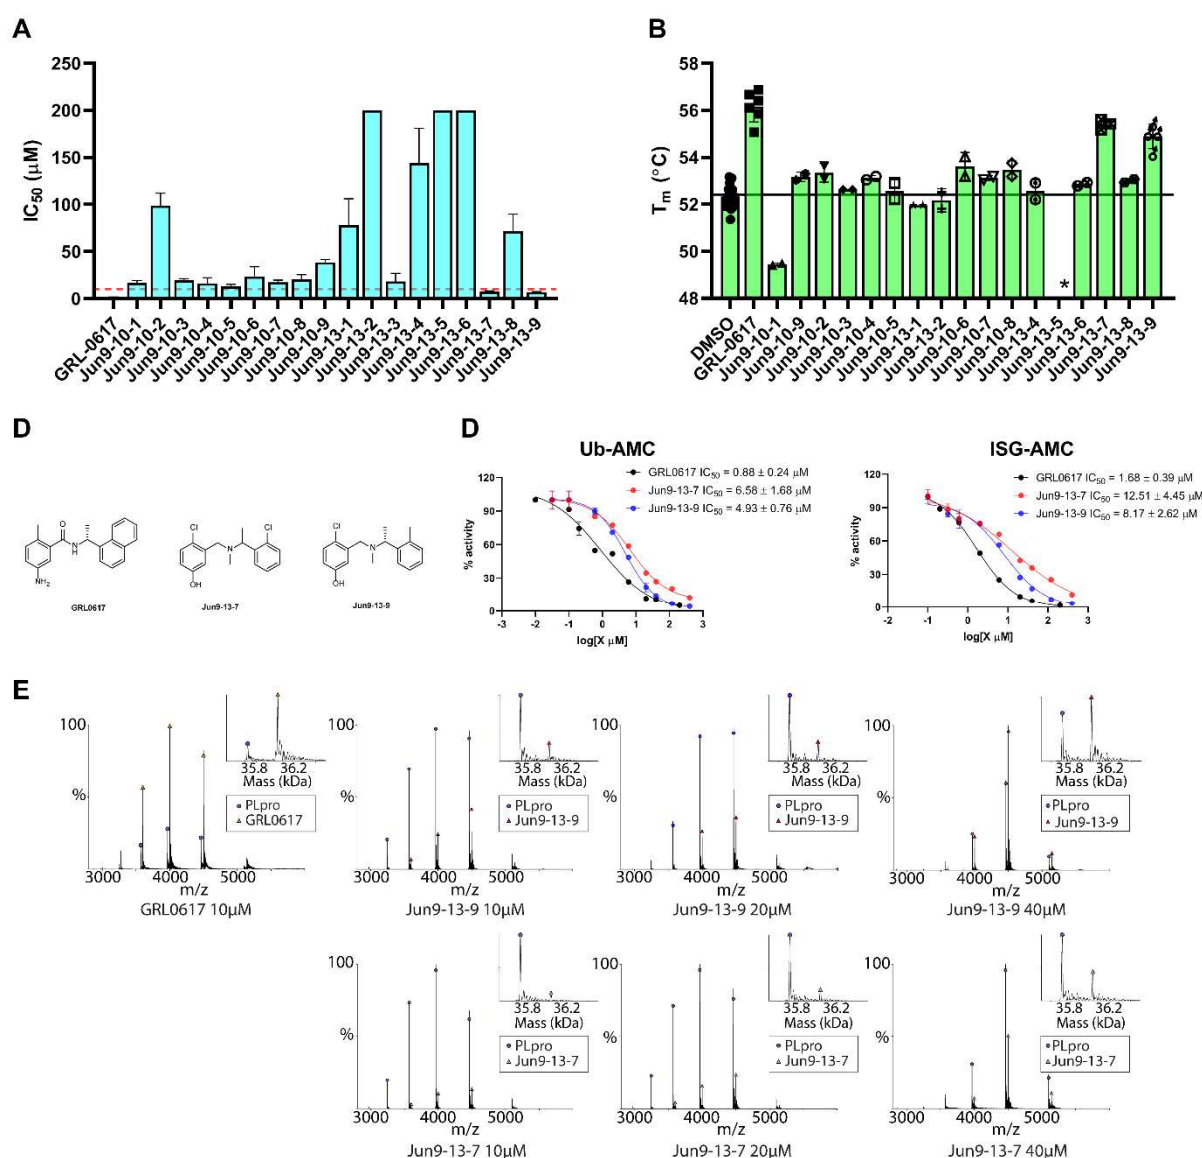 A
IC50 (μM)
250
200
150
100
50
0
GRL-0617
Jun9-10-1
Jun9-10-2
Jun9-10-3
Jun9-10-4
Jun9-10-5
Jun9-10-6
Jun9-10-7
Jun9-10-8
Jun9-10-9
Jun9-13-1
Jun9-13-2
Jun9-13-3
Jun9-13-4
Jun9-13-5
Jun9-13-6
Jun9-13-7
Jun9-13-8
Jun9-13-9
B
Tm (°C)
58
56
54
52
50
48
*
DMSO
GRL-0617
Jun9-10-1
Jun9-10-9
Jun9-10-2
Jun9-10-3
Jun9-10-4
Jun9-10-5
Jun9-13-1
Jun9-13-2
Jun9-10-6
Jun9-10-7
Jun9-10-8
Jun9-13-4
Jun9-13-5
Jun9-13-6
Jun9-13-7
Jun9-13-8
Jun9-13-9
D
O
N
H
NH2
GRL0617
Cl
Cl
N
OH
Jun9-13-7
Cl
N
OH
Jun9-13-9
D
Ub-AMC
GRL0617 IC50 = 0.88 ± 0.24 μM
Jun9-13-7 IC50 = 6.58 ± 1.68 μM
Jun9-13-9 IC50 = 4.93 ± 0.76 μM
% activity
120
90
60
30
0
-3 -2 -1 0 1 2 3
log[X μM]
ISG-AMC
GRL0617 IC50 = 1.68 ± 0.39 μM
Jun9-13-7 IC50 = 12.51 ± 4.45 μM
Jun9-13-9 IC50 = 8.17 ± 2.62 μM
% activity
120
90
60
30
0
-2 -1 0 1 2 3
log[X μM]
E
100
%
35.8 36.2
Mass (kDa)
PLpro
GRL0617
3000 4000 5000
m/z
GRL0617 10μM
100
%
35.8 36.2
Mass (kDa)
PLpro
Jun9-13-9
3000 4000 5000
m/z
Jun9-13-9 10μM
100
%
35.8 36.2
Mass (kDa)
PLpro
Jun9-13-9
3000 4000 5000
m/z
Jun9-13-9 20μM
100
%
35.8 36.2
Mass (kDa)
PLpro
Jun9-13-9
3000 4000 5000
m/z
Jun9-13-9 40μM
100
%
35.8 36.2
Mass (kDa)
PLpro
Jun9-13-7
3000 4000 5000
m/z
Jun9-13-7 10μM
100
%
35.8 36.2
Mass (kDa)
PLpro
Jun9-13-7
3000 4000 5000
m/z
Jun9-13-7 20μM
100
%
35.8 36.2
Mass (kDa)
PLpro
Jun9-13-7
3000 4000 5000
m/z
Jun9-13-7 40μM